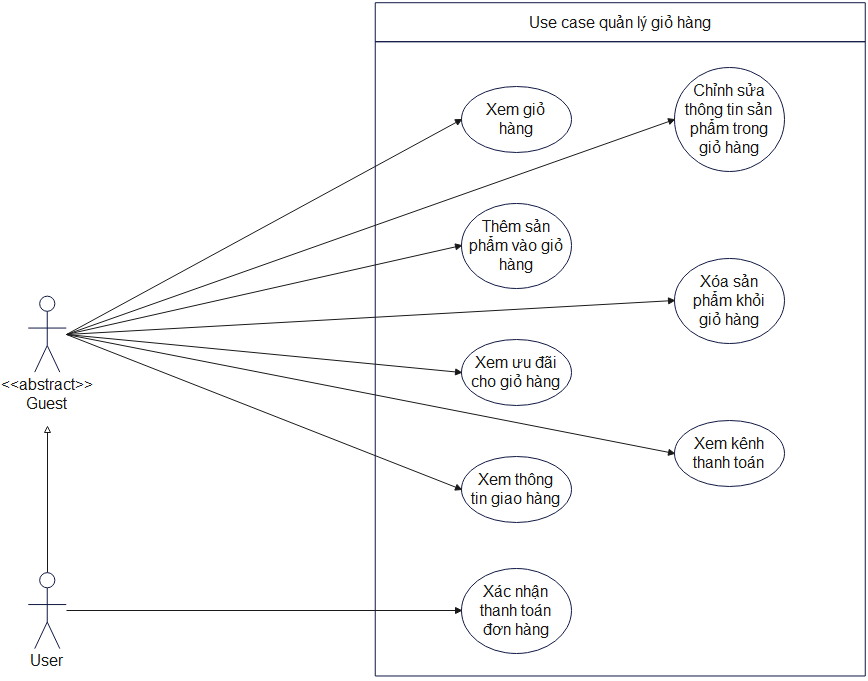 Use case quản lý giỏ hàng
Xem giỏ
hàng
Chỉnh sửa
thông tin sản
phẩm trong
giỏ hàng
Thêm sản
phẩm vào giỏ
hàng
Xóa sản
phẩm khỏi
giỏ hàng
<<abstract>>
Guest
Xem ưu đãi
cho giỏ hàng
Xem kênh
thanh toán
Xem thông
tin giao hàng
Xác nhận
thanh toán
đơn hàng
User